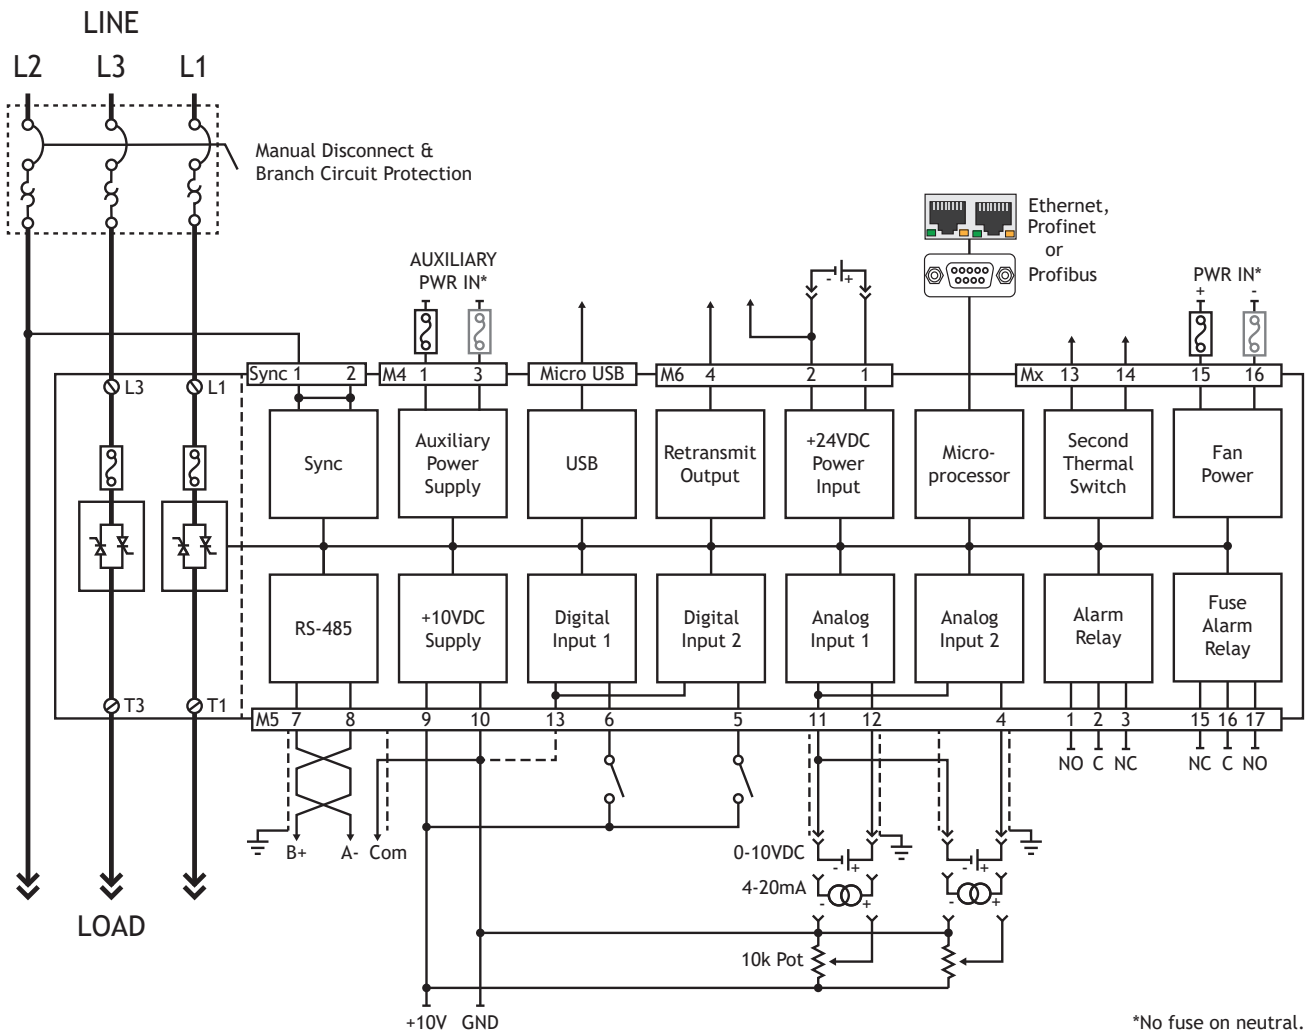 LINE
L2 L3 L1
Manual Disconnect &
Branch Circuit Protection
Ethernet,
Profinet
or
Profibus
AUXILIARY
PWR IN*
- +
PWR IN*
+ -
Sync 1 2 M4 1 3 Micro USB M6 4 2 1 Mx 13 14 15 16
L3 L1
Sync
Auxiliary
Power
Supply
USB
Retransmit
Output
+24VDC
Power
Input
Micro-
processor
Second
Thermal
Switch
Fan
Power
RS-485
+10VDC
Supply
Digital
Input 1
Digital
Input 2
Analog
Input 1
Analog
Input 2
Alarm
Relay
Fuse
Alarm
Relay
T3 T1
M5 7 8 9 10 13 6 5 11 12 4 1 2 3 15 16 17
NO C NC NC C NO
B+ A- Com
0-10VDC
- + - +
4-20mA
- + - +
LOAD
10k Pot
+10V GND
*No fuse on neutral.